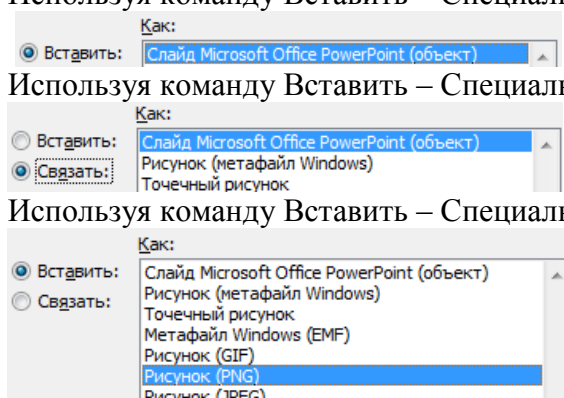 Используя команду Вставить – Специаль
Как:
Вставить: Слайд Microsoft Office PowerPoint (объект)
Используя команду Вставить – Специаль
Как:
Вставить: Слайд Microsoft Office PowerPoint (объект)
Рисунок (метафайл Windows)
Связать:
Точечный рисунок
Используя команду Вставить – Специаль
Как:
Вставить: Слайд Microsoft Office PowerPoint (объект)
Рисунок (метафайл Windows)
Связать:
Точечный рисунок
Метафайл Windows (EMF)
Рисунок (GIF)
Рисунок (PNG)
Рисунок (JPEG)